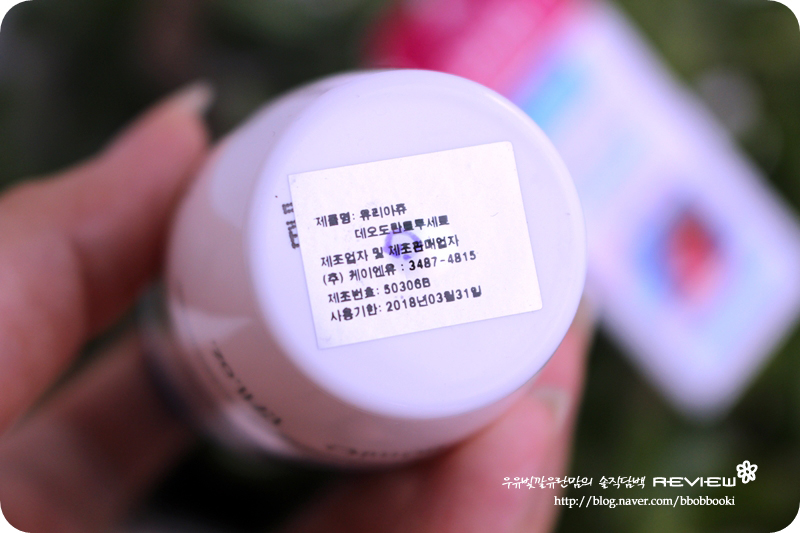 제품명: 유리아쥬
데오도란트투세트
제조업자 및 제조판매업자
(주) 케이엔유 : 3487-4815
제조번호: 50306B
사용기한: 2018년03월31일
우유빛깔유런맘의 솔직담백 REVIEW
http://blog.naver.com/bbobbooki